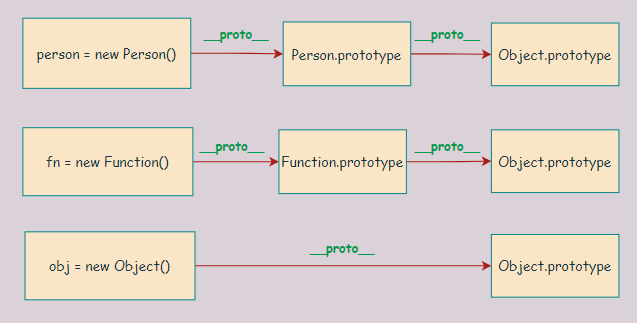 __proto__
__proto__
person = new Person()
Person.prototype
Object.prototype
__proto__
__proto__
fn = new Function()
Function.prototype
Object.prototype
__proto__
obj = new Object()
Object.prototype